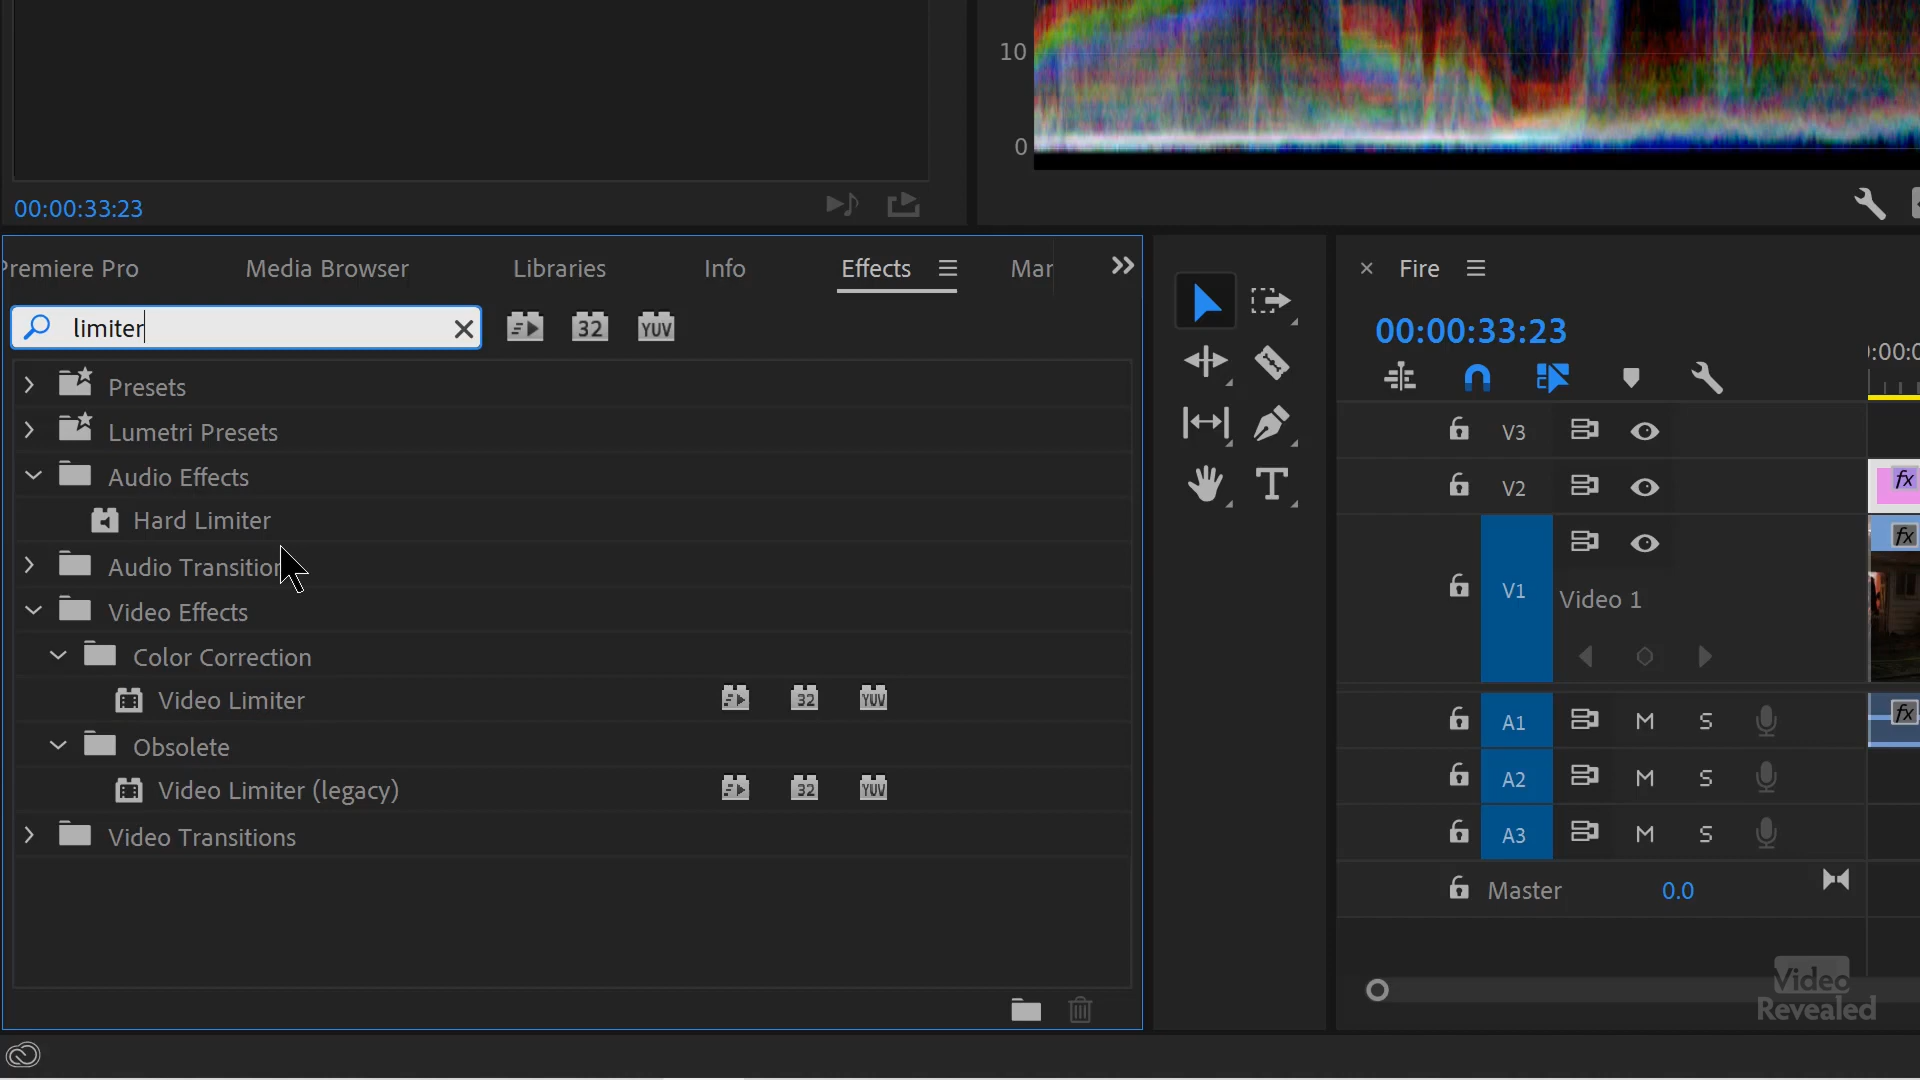 10
0
00:00:33:23
Premiere Pro
Media Browser
Libraries
Info
Effects
Mar
limiter
32
YUV
Presets
Lumetri Presets
Audio Effects
Hard Limiter
Audio Transition
Video Effects
Color Correction
Video Limiter
32
YUV
Obsolete
Video Limiter (legacy)
32
YUV
Video Transitions
Fire
00:00:33:23
:00:0
V3
V2
fx
fx
V1
Video 1
A1
M
S
fx
A2
M
S
A3
M
S
Master
0.0
Video
Revealed